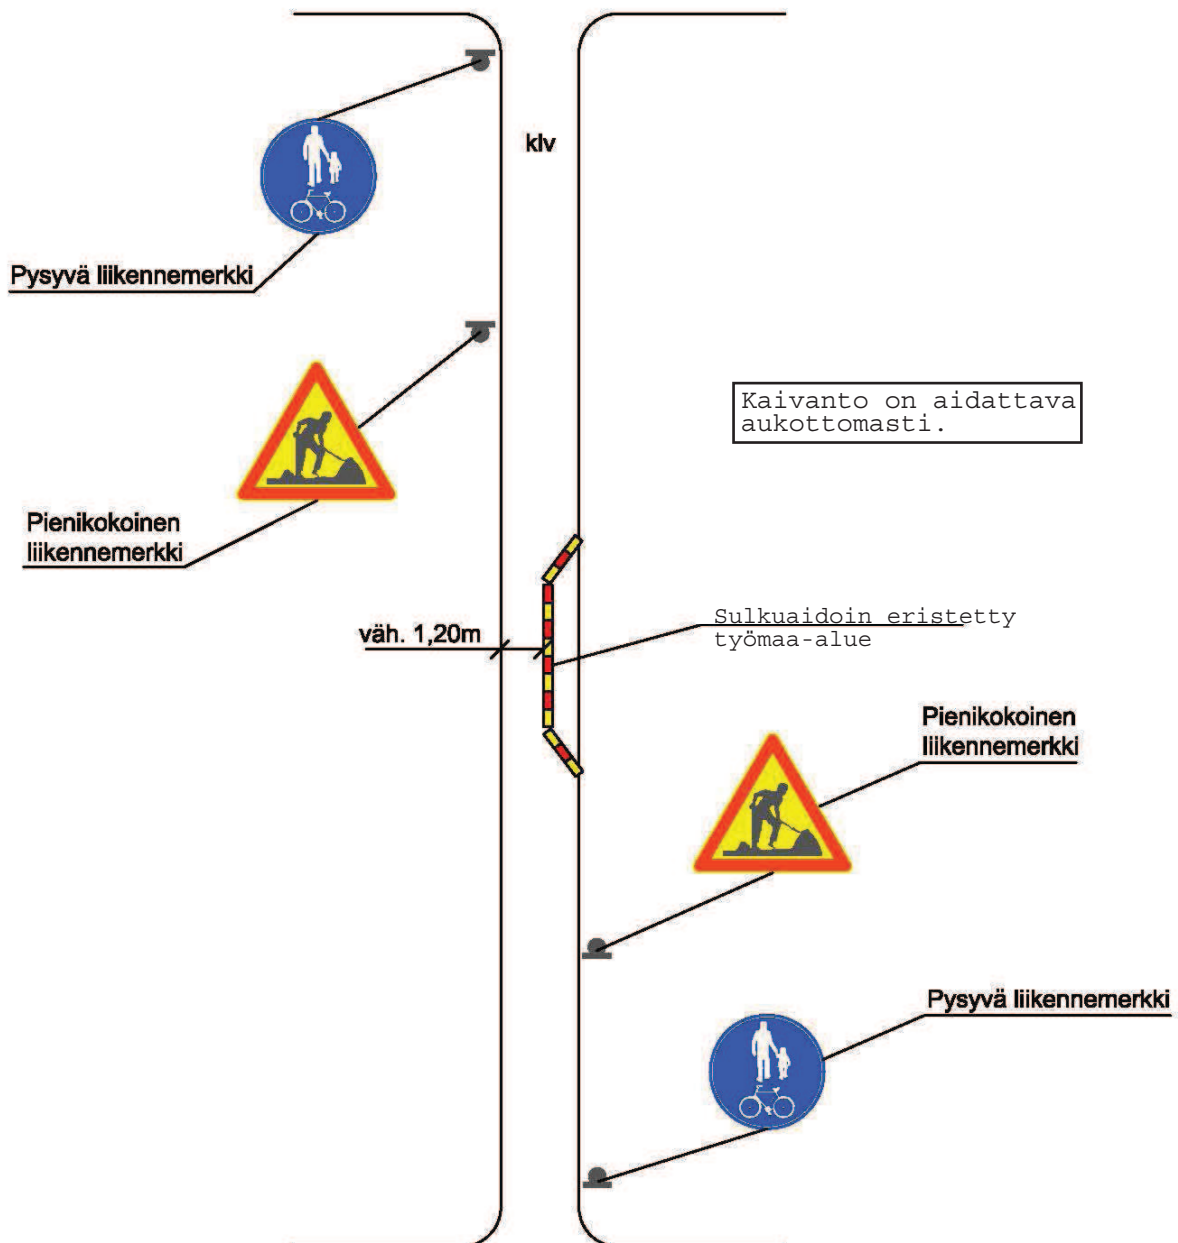 klv
Pysyvä liikennemerkki
Kaivanto on aidattava
aukottomasti.
Pienikokoinen
liikennemerkki
Sulkuaidoin eristetty
työmaa-alue
väh. 1,20m
Pienikokoinen
liikennemerkki
Pysyvä liikennemerkki